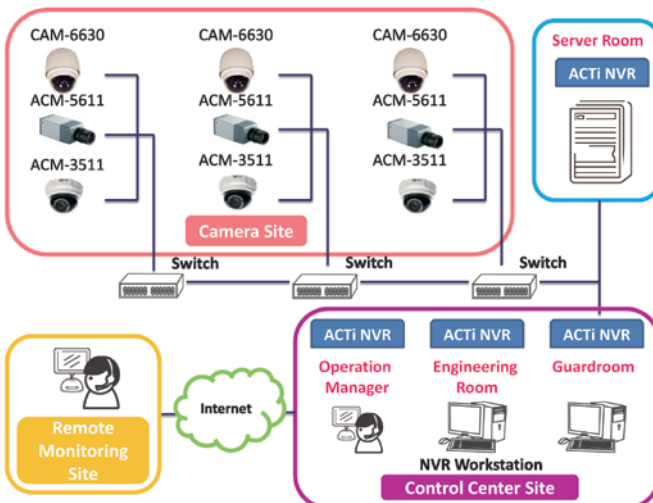 CAM-6630
CAM-6630
CAM-6630
ACM-5611
ACM-5611
ACM-5611
ACM-3511
ACM-3511
ACM-3511
Camera Site
Server Room
ACTi NVR
Switch
Switch
Switch
Remote
Monitoring
Site
Internet
ACTi NVR
ACTi NVR
ACTi NVR
Operation
Manager
Engineering
Room
Guardroom
NVR Workstation
Control Center Site